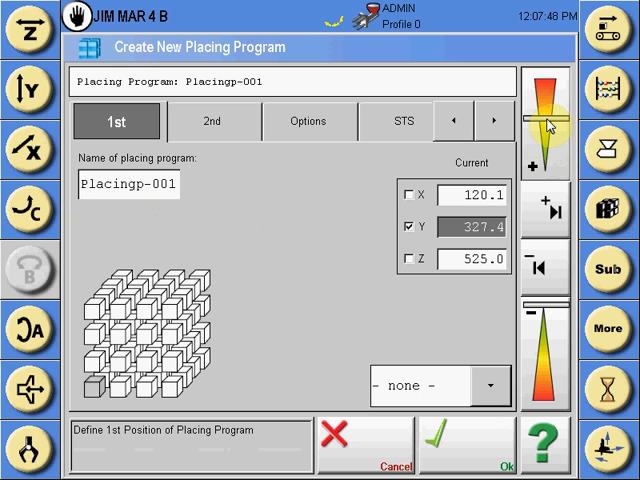 JIM MAR 4 B
ADMIN
Profile 0
12:07:48 PM
Create New Placing Program
Placing Program: Placingp-001
1st
2nd
Options
STS
Name of placing program:
Placingp-001
Current
X
120.1
Y
327.4
Z
525.0
- none -
Define 1st Position of Placing Program
Cancel
Ok
?
Z
Y
X
C
B
A
+
+
-
-
Sub
More